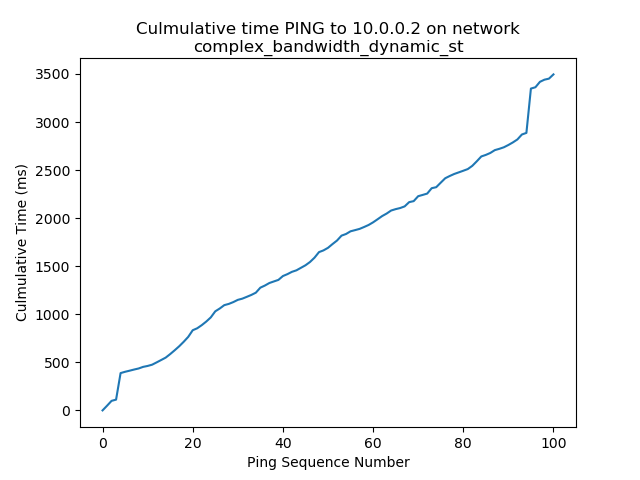 Culmulative time PING to 10.0.0.2 on network
complex_bandwidth_dynamic_st
3500
3000
2500
2000
1500
1000
500
0
Culmulative Time (ms)
0 20 40 60 80 100
Ping Sequence Number